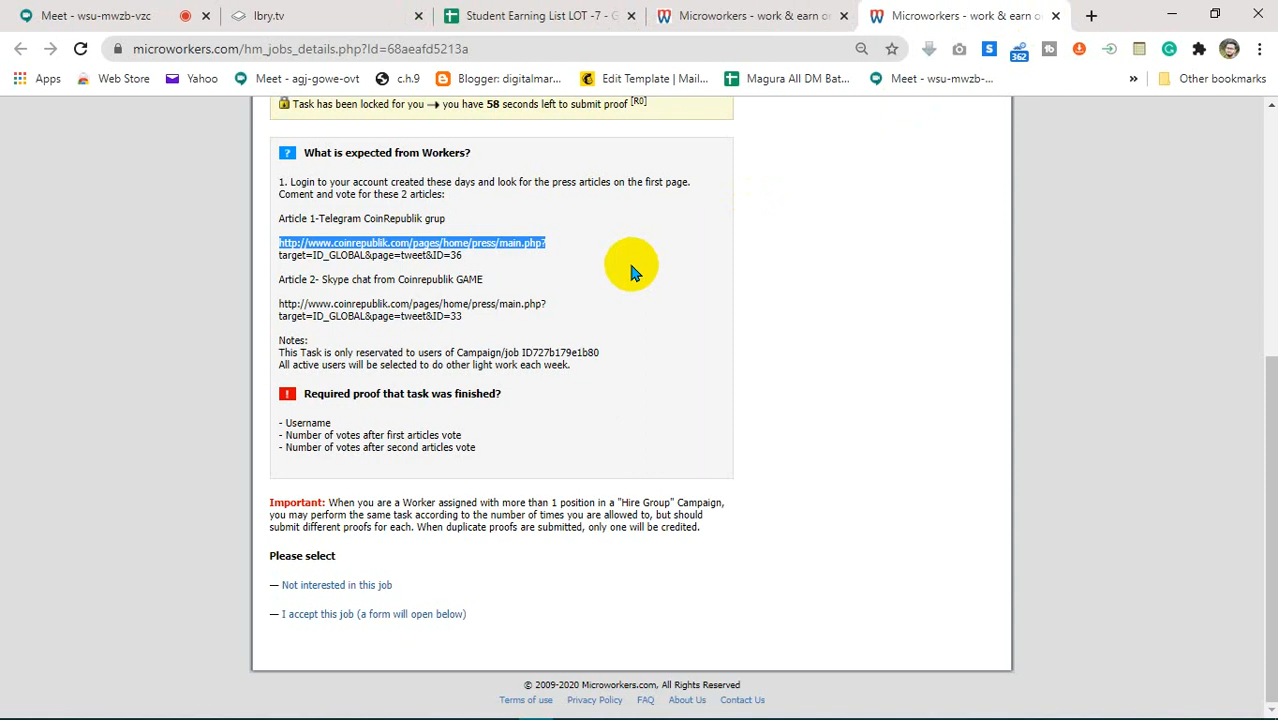 Meet - wsu-mwzb-vzc
lbry.tv
Student Earning List LOT -7 - G
Microworkers - work & earn o
Microworkers - work & earn o
microworkers.com/hm_jobs_details.php?Id=68aeafd5213a
362
Apps
Web Store
Yahoo
Meet - agj-gowe-ovt
c.h.9
Blogger: digitalmar...
Edit Template | Mail...
Magura All DM Bat...
Meet - wsu-mwzb-...
Other bookmarks
Task has been locked for you → you have 58 seconds left to submit proof [R0]
? What is expected from Workers?
1. Login to your account created these days and look for the press articles on the first page.
Coment and vote for these 2 articles:
Article 1-Telegram CoinRepublik grup
http://www.coinrepublik.com/pages/home/press/main.php?
target=ID_GLOBAL&page=tweet&ID=36
Article 2- Skype chat from Coinrepublik GAME
http://www.coinrepublik.com/pages/home/press/main.php?
target=ID_GLOBAL&page=tweet&ID=33
Notes:
This Task is only reservated to users of Campaign/job ID727b179e1b80
All active users will be selected to do other light work each week.
! Required proof that task was finished?
- Username
- Number of votes after first articles vote
- Number of votes after second articles vote
Important: When you are a Worker assigned with more than 1 position in a "Hire Group" Campaign,
you may perform the same task according to the number of times you are allowed to, but should
submit different proofs for each. When duplicate proofs are submitted, only one will be credited.
Please select
— Not interested in this job
— I accept this job (a form will open below)
© 2009-2020 Microworkers.com, All Rights Reserved
Terms of use Privacy Policy FAQ About Us Contact Us